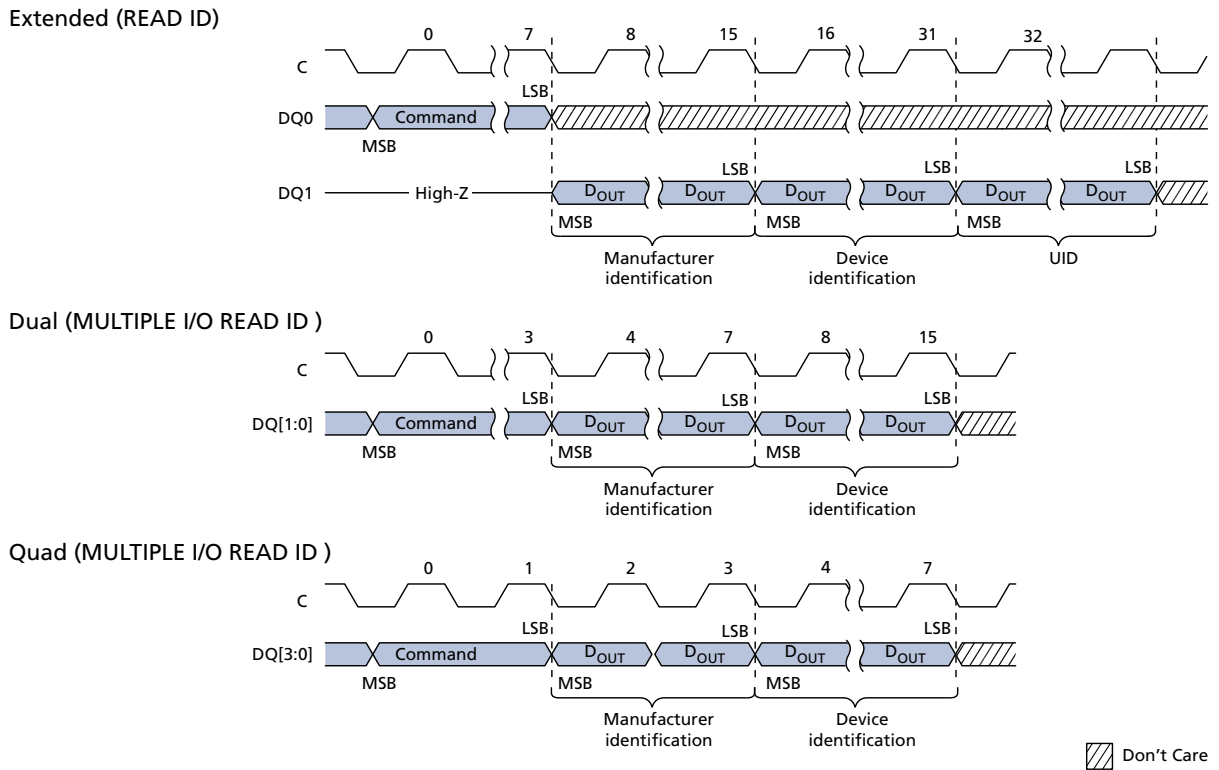 Extended (READ ID)
0 7 8 15 16 31 32
C
LSB
DQ0 Command
MSB
LSB LSB LSB
DQ1 High-Z DOUT DOUT DOUT DOUT DOUT DOUT
MSB MSB MSB
Manufacturer identification
Device identification
UID
Dual (MULTIPLE I/O READ ID )
0 3 4 7 8 15
C
LSB LSB LSB
DQ[1:0] Command DOUT DOUT DOUT DOUT
MSB MSB MSB
Manufacturer identification
Device identification
Quad (MULTIPLE I/O READ ID )
0 1 2 3 4 7
C
LSB LSB LSB
DQ[3:0] Command DOUT DOUT DOUT DOUT
MSB MSB MSB
Manufacturer identification
Device identification
Don't Care